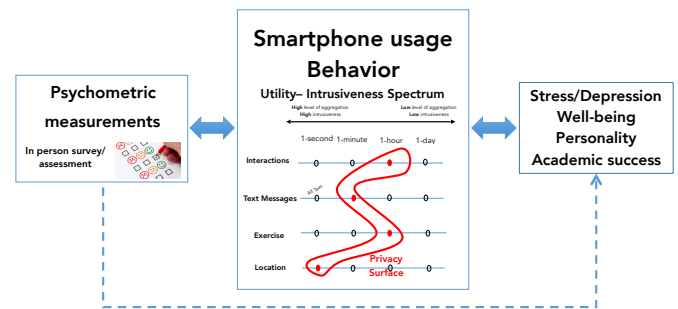 Psychometric
measurements
In person survey/
assessment
Smartphone usage
Behavior
Utility– Intrusiveness Spectrum
High level of aggregation
High intrusiveness
Low level of aggregation
Low intrusiveness
1-second 1-minute 1-hour 1-day
Interactions
Text Messages
All Text
Exercise
Location
Privacy
Surface
Stress/Depression
Well-being
Personality
Academic success